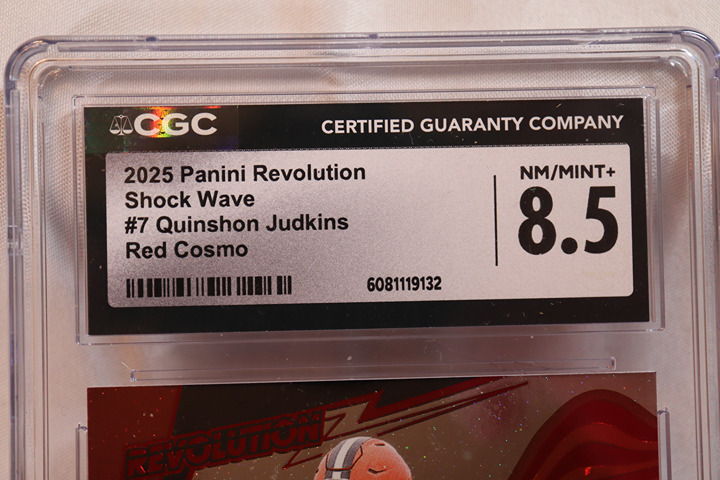 CGC
CERTIFIED GUARANTY COMPANY
2025 Panini Revolution
Shock Wave
#7 Quinshon Judkins
Red Cosmo
NM/MINT+
8.5
6081119132
REVOLUTION